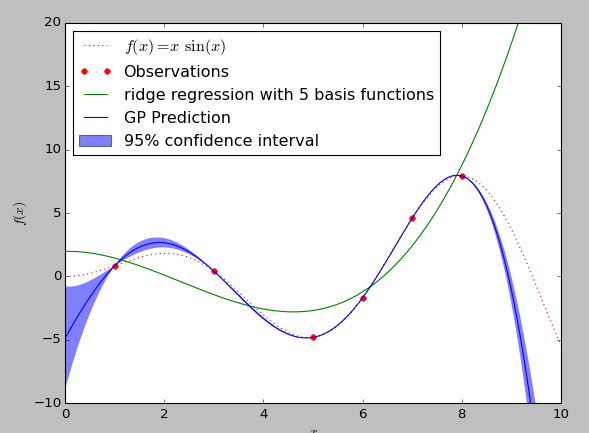 f(x)=x sin(x)
Observations
ridge regression with 5 basis functions
GP Prediction
95% confidence interval
20
15
10
5
0
−5
−10
f(x)
0 2 4 6 8 10
x